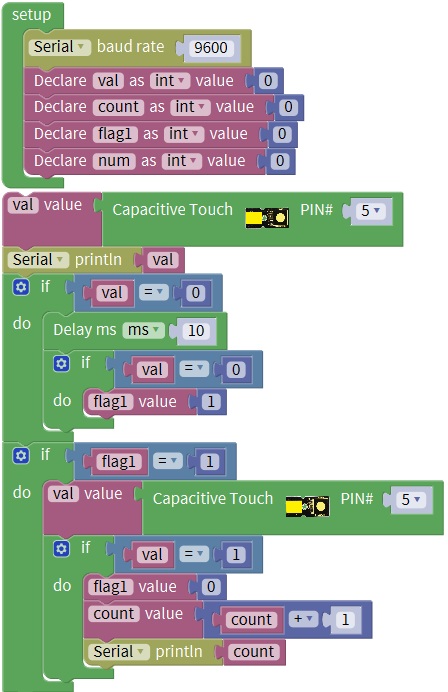 setup
Serial ▾ baud rate 9600
Declare val as int ▾ value 0
Declare count as int ▾ value 0
Declare flag1 as int ▾ value 0
Declare num as int ▾ value 0
val value Capacitive Touch PIN# 5 ▾
Serial ▾ println val
if val = ▾ 0
do Delay ms ms ▾ 10
if val = ▾ 0
do flag1 value 1
if flag1 = ▾ 1
do val value Capacitive Touch PIN# 5 ▾
if val = ▾ 1
do flag1 value 0
count value count + ▾ 1
Serial ▾ println count